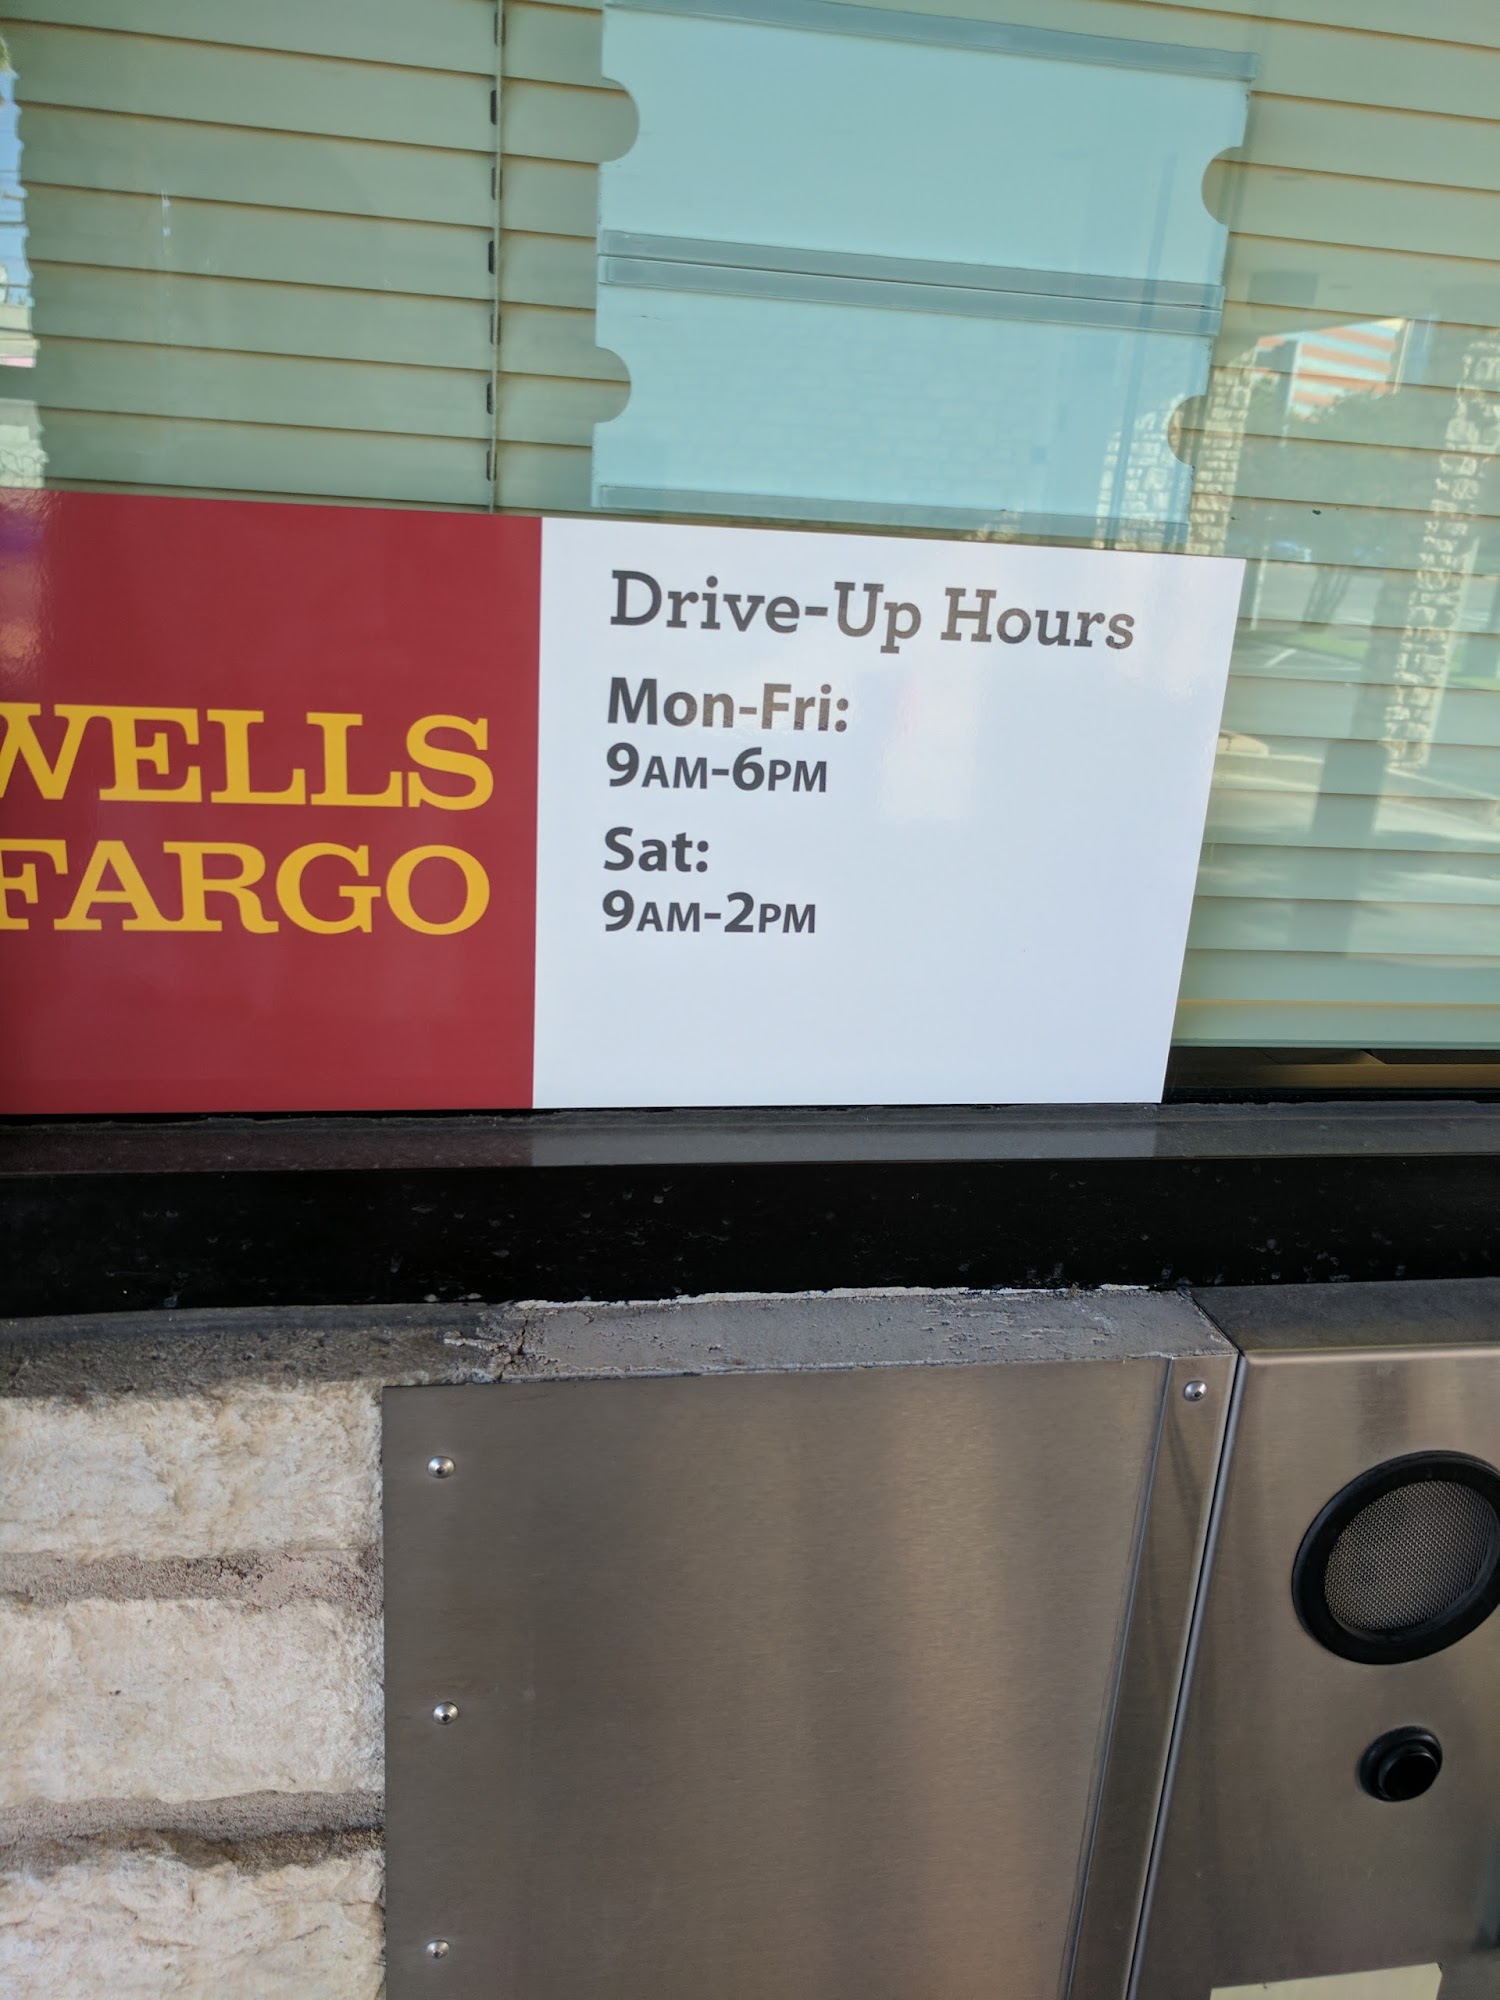 WELLS
FARGO
Drive-Up Hours
Mon-Fri:
9AM-6PM
Sat:
9AM-2PM